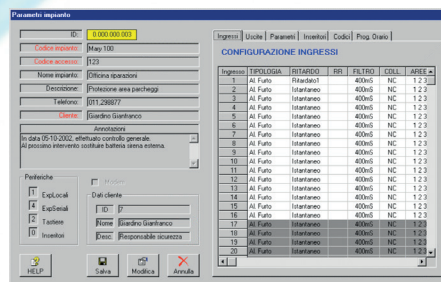 Parametri impianto
ID: 0.000.000.003
Codice impianto: Mary 100
Codice accesso: 123
Nome impianto: Officina riparazioni
Descrizione: Protezione area parcheggi
Telefono: 011.298877
Cliente: Giardino Gianfranco
Annotazioni
In data 05-10-2002, effettuato controllo generale.
Al prossimo intervento sostituire batteria sirena esterna.
Periferiche
1 ExpLocali
4 ExpSeriali
2 Tastiere
0 Inseritori
Modem
Dati cliente
ID 7
Nome Giardino Gianfranco
Desc. Responsabile sicurezza
HELP Salva Modifica Annulla
Ingressi Uscite Parametri Inseritori Codici Prog. Orario
CONFIGURAZIONE INGRESSI
Ingresso TIPOLOGIA RITARDO RR FILTRO COLL. AREE
1 Al. Furto Ritardato1 400mS NC 1 2 3
2 Al. Furto Istantaneo 400mS NC 1 2 3
3 Al. Furto Istantaneo 400mS NC 1 2 3
4 Al. Furto Istantaneo 400mS NC 1 2 3
5 Al. Furto Istantaneo 400mS NC 1 2 3
6 Al. Furto Istantaneo 400mS NC 1 2 3
7 Al. Furto Istantaneo 400mS NC 1 2 3
8 Al. Furto Istantaneo 400mS NC 1 2 3
9 Al. Furto Istantaneo 400mS NC 1 2 3
10 Al. Furto Istantaneo 400mS NC 1 2 3
11 Al. Furto Istantaneo 400mS NC 1 2 3
12 Al. Furto Istantaneo 400mS NC 1 2 3
13 Al. Furto Istantaneo 400mS NC 1 2 3
14 Al. Furto Istantaneo 400mS NC 1 2 3
15 Al. Furto Istantaneo 400mS NC 1 2 3
16 Al. Furto Istantaneo 400mS NC 1 2 3
17 Al. Furto Istantaneo 400mS NC 1 2 3
18 Al. Furto Istantaneo 400mS NC 1 2 3
19 Al. Furto Istantaneo 400mS NC 1 2 3
20 Al. Furto Istantaneo 400mS NC 1 2 3